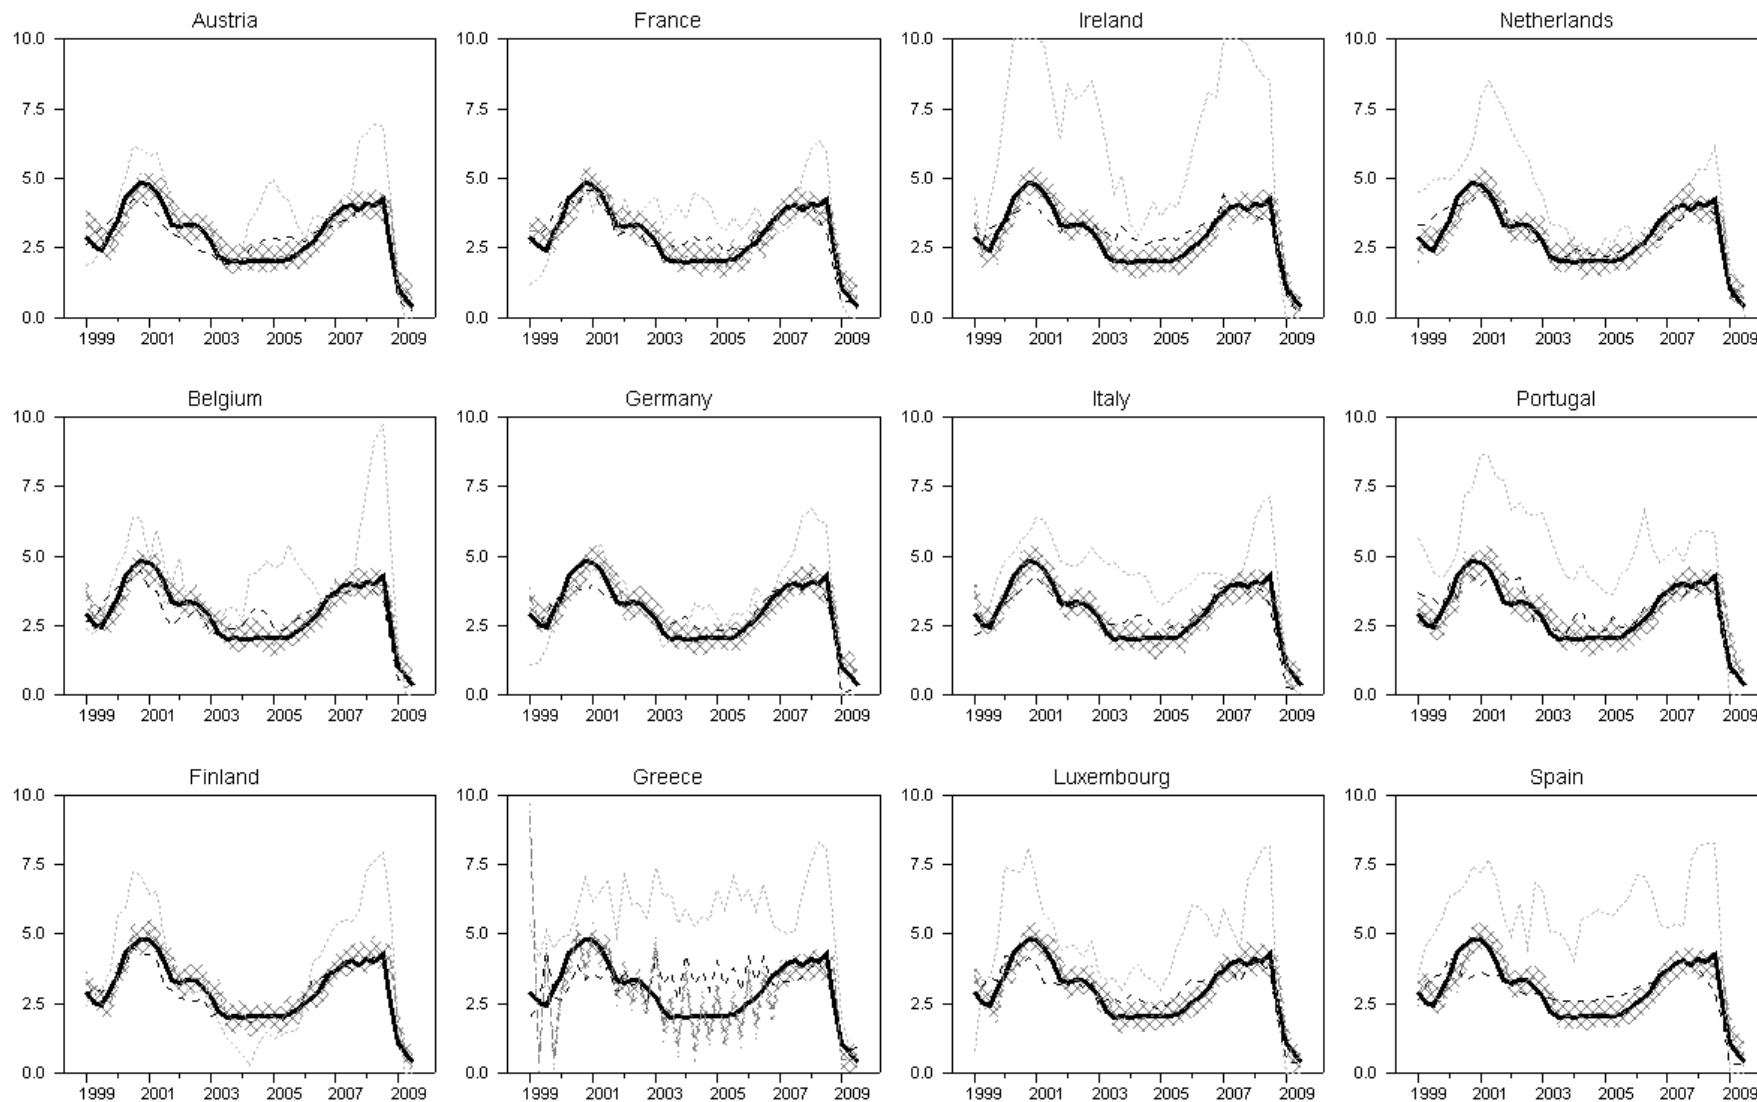 Austria France Ireland Netherlands
10.0 10.0 10.0 10.0
7.5 7.5 7.5 7.5
5.0 5.0 5.0 5.0
2.5 2.5 2.5 2.5
0.0 0.0 0.0 0.0
1999 2001 2003 2005 2007 2009 1999 2001 2003 2005 2007 2009 1999 2001 2003 2005 2007 2009 1999 2001 2003 2005 2007 2009
Belgium Germany Italy Portugal
10.0 10.0 10.0 10.0
7.5 7.5 7.5 7.5
5.0 5.0 5.0 5.0
2.5 2.5 2.5 2.5
0.0 0.0 0.0 0.0
1999 2001 2003 2005 2007 2009 1999 2001 2003 2005 2007 2009 1999 2001 2003 2005 2007 2009 1999 2001 2003 2005 2007 2009
Finland Greece Luxembourg Spain
10.0 10.0 10.0 10.0
7.5 7.5 7.5 7.5
5.0 5.0 5.0 5.0
2.5 2.5 2.5 2.5
0.0 0.0 0.0 0.0
1999 2001 2003 2005 2007 2009 1999 2001 2003 2005 2007 2009 1999 2001 2003 2005 2007 2009 1999 2001 2003 2005 2007 2009